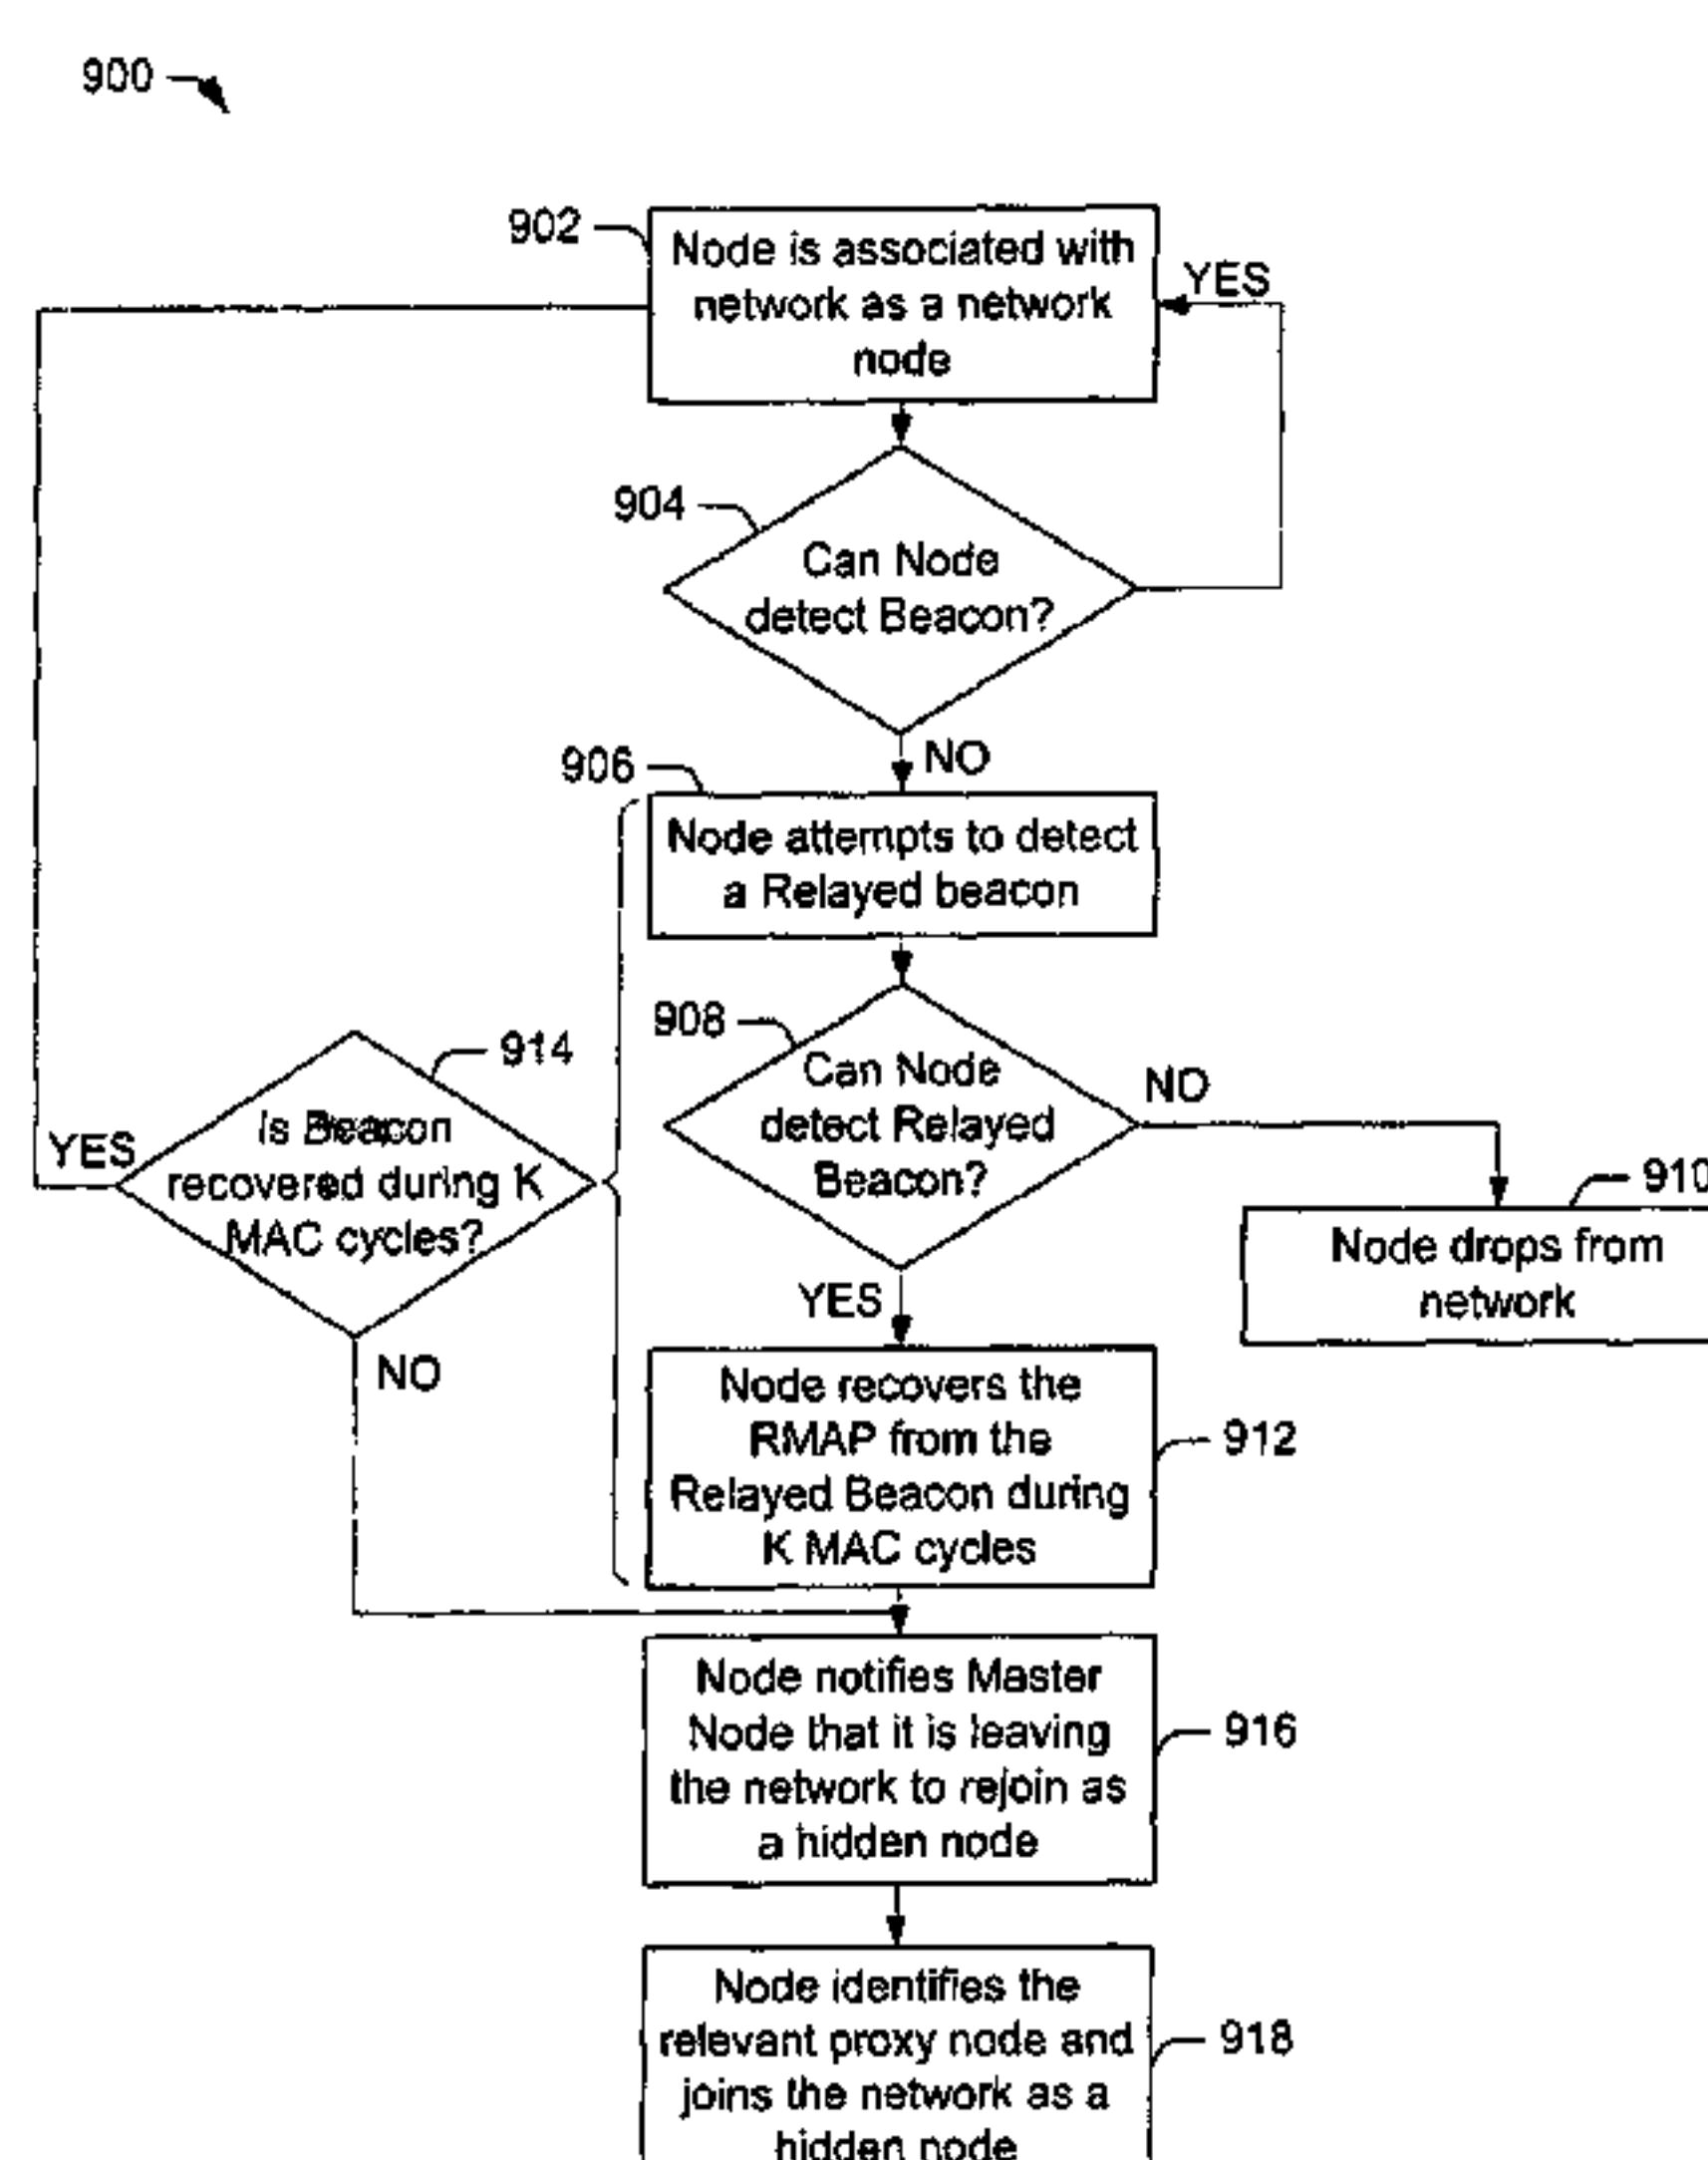 900
902
Node is associated with
network as a network
node
YES
904
Can Node
detect Beacon?
NO
906
Node attempts to detect
a Relayed beacon
908
Can Node
detect Relayed
Beacon?
NO
910
Node drops from
network
914
Is Beacon
recovered during K
MAC cycles?
YES
NO
YES
Node recovers the
RMAP from the
Relayed Beacon during
K MAC cycles
912
Node notifies Master
Node that it is leaving
the network to rejoin as
a hidden node
916
Node identifies the
relevant proxy node and
joins the network as a
hidden node
918